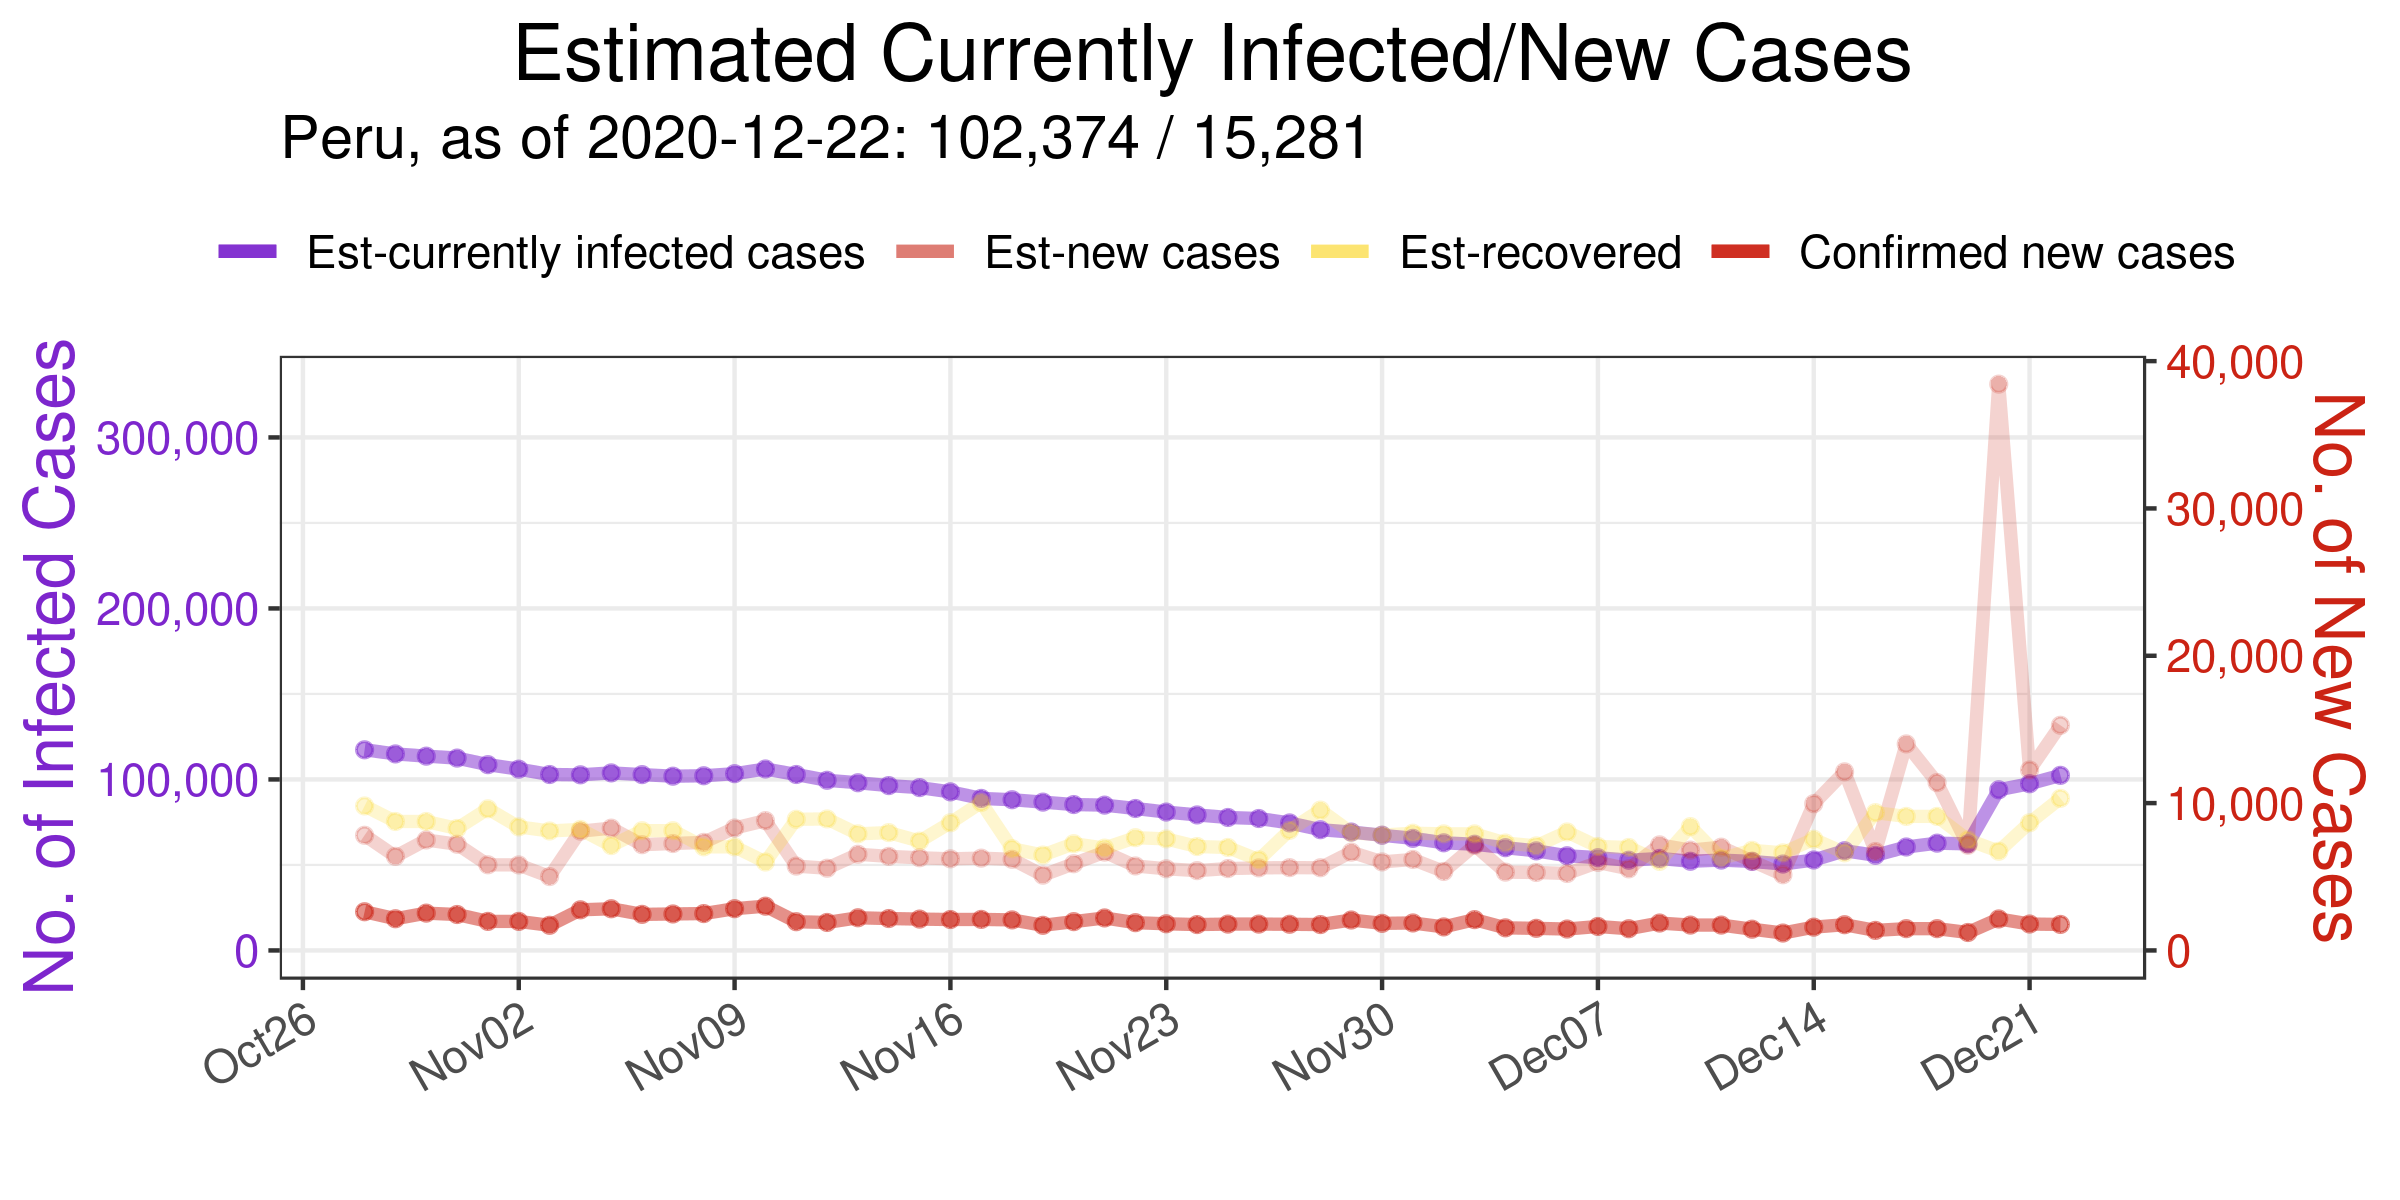 Estimated Currently Infected/New Cases
Peru, as of 2020-12-22: 102,374 / 15,281
Est-currently infected cases Est-new cases Est-recovered Confirmed new cases
No. of Infected Cases
300,000
200,000
100,000
0
40,000
30,000
20,000
10,000
0
No. of New Cases
Oct26 Nov02 Nov09 Nov16 Nov23 Nov30 Dec07 Dec14 Dec21